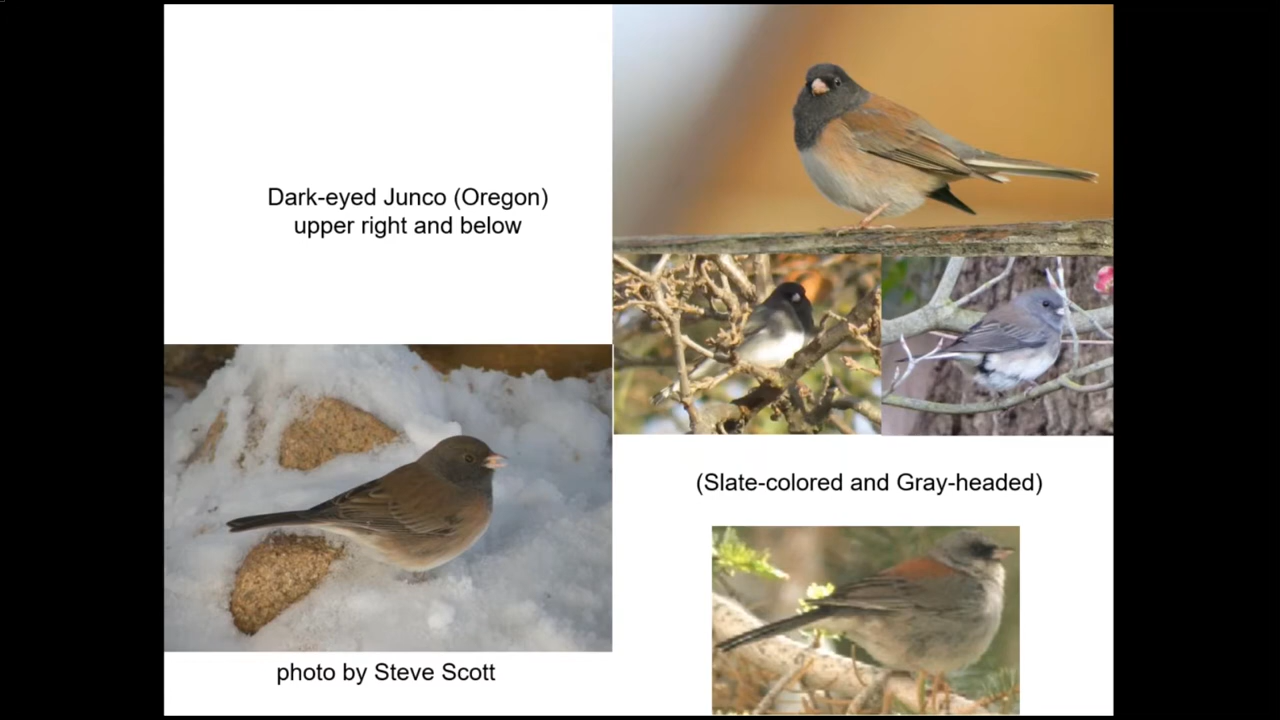 Dark-eyed Junco (Oregon)
upper right and below
(Slate-colored and Gray-headed)
photo by Steve Scott